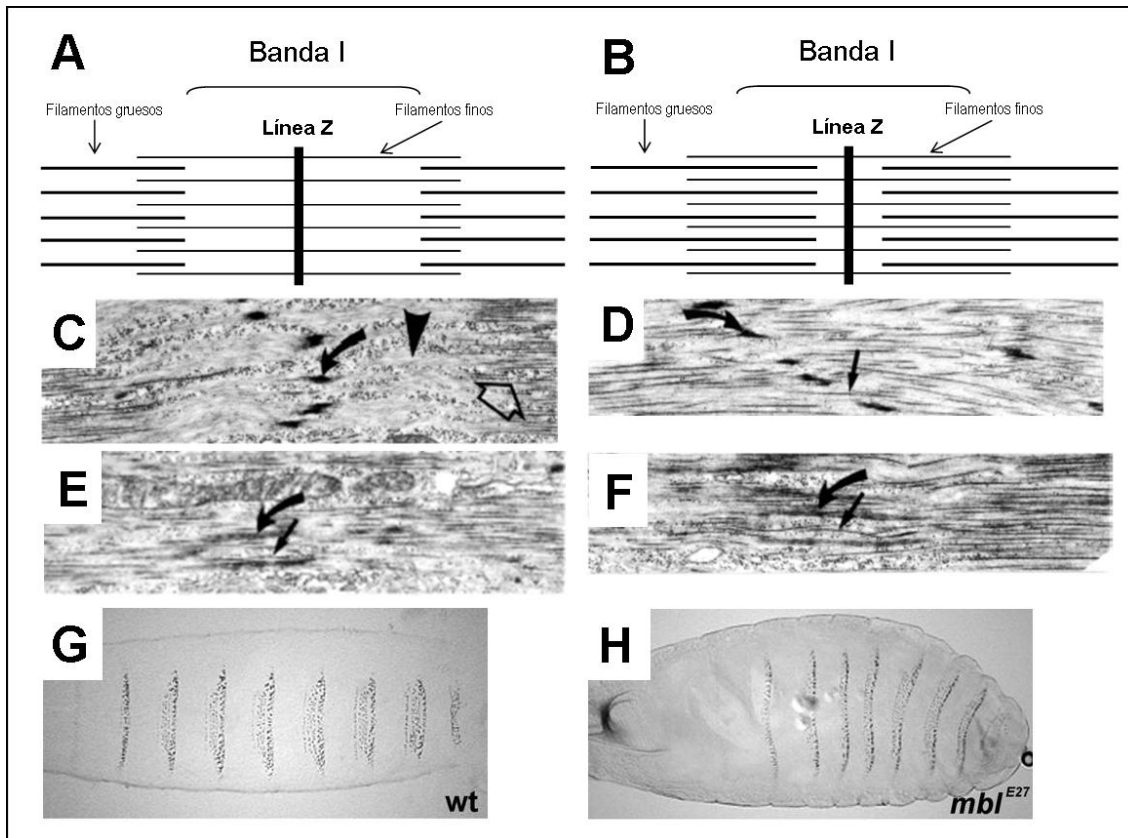 A
Banda I
Filamentos gruesos
Filamentos finos
Línea Z
B
Banda I
Filamentos gruesos
Filamentos finos
Línea Z
C
D
E
F
G
wt
H
mbl E27